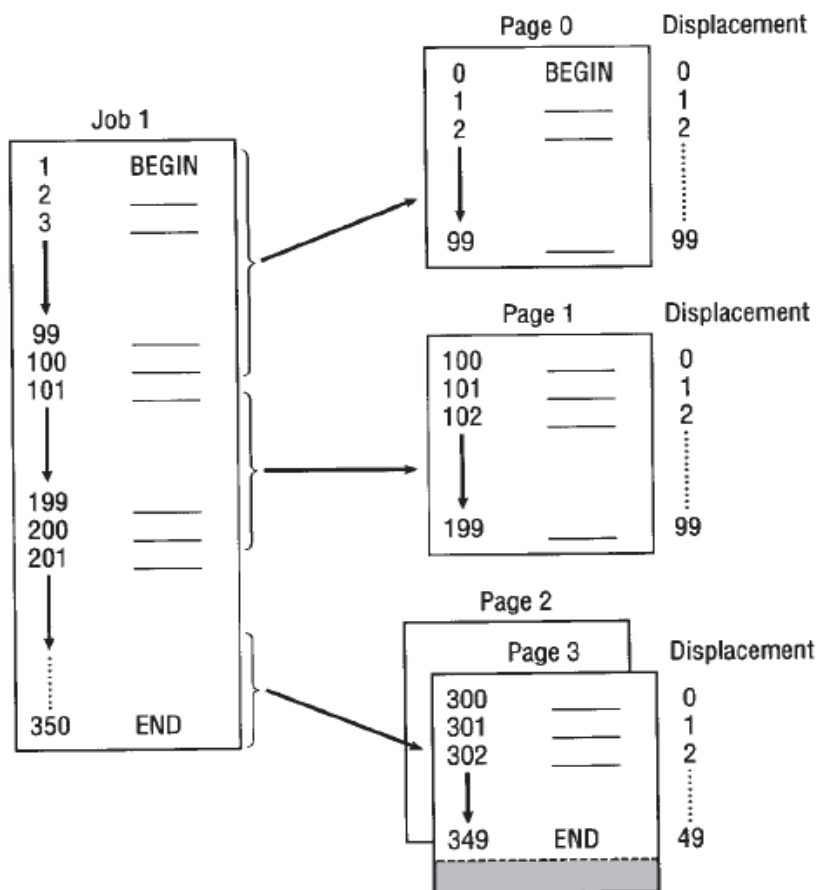 Job 1
1 BEGIN
2
3
99
100
101
199
200
201
350 END
Page 0 Displacement
0 BEGIN 0
1 1
2 2
99 99
Page 1 Displacement
100 0
101 1
102 2
199 99
Page 2
Page 3 Displacement
300 0
301 1
302 2
349 END 49